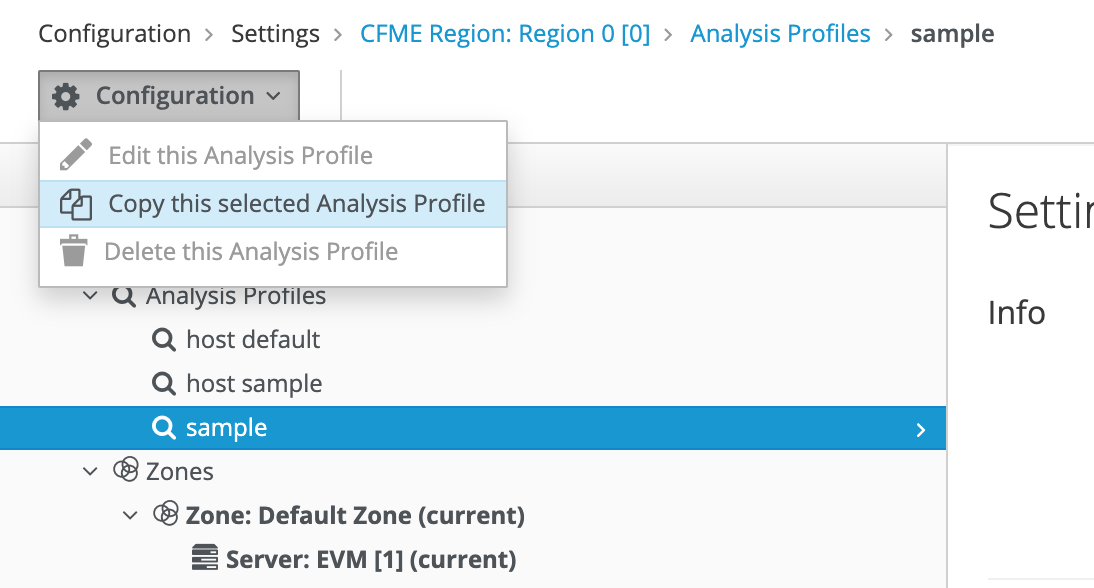 Configuration > Settings > CFME Region: Region 0 [0] > Analysis Profiles > sample
Configuration
Edit this Analysis Profile
Copy this selected Analysis Profile
Delete this Analysis Profile
Settin
Info
Analysis Profiles
host default
host sample
sample
Zones
Zone: Default Zone (current)
Server: EVM [1] (current)